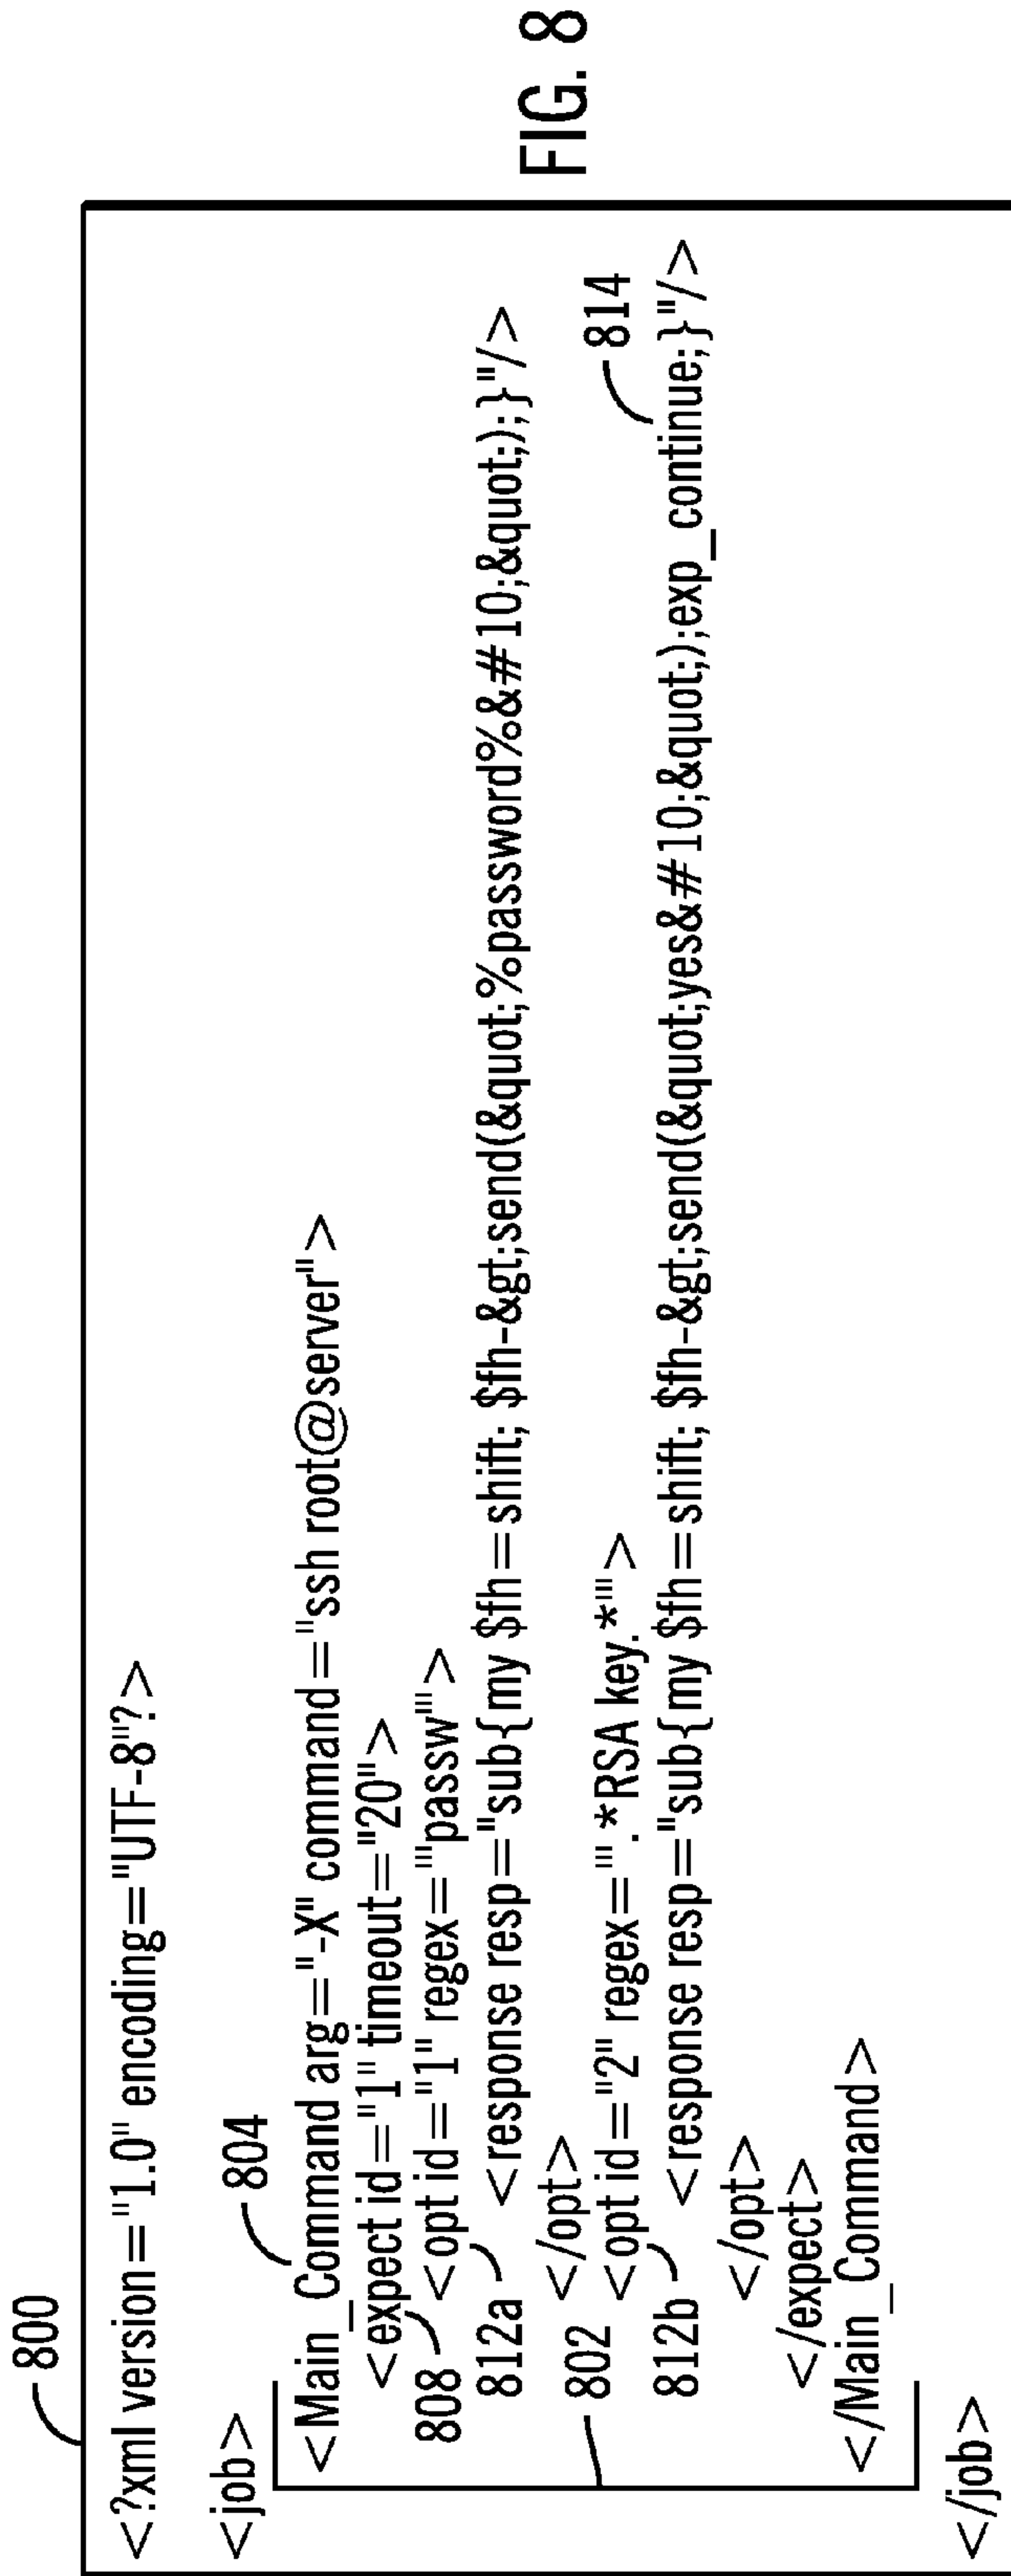 800
<?xml version="1.0" encoding="UTF-8"?>
<job>
804
<Main_Command arg="-X" command="ssh root@server">
<expect id="1" timeout="20">
808
<opt id="1" regex="'passw'">
812a
<response resp="sub{my $fh=shift; $fh-&gt;send(&quot;%password%&#10;&quot;);}"/>
</opt>
802
<opt id="2" regex="'.*RSA key.*'">
814
812b
<response resp="sub{my $fh=shift; $fh-&gt;send(&quot;yes&#10;&quot;);exp_continue;}"/>
</opt>
</expect>
</Main_Command>
</job>
FIG. 8